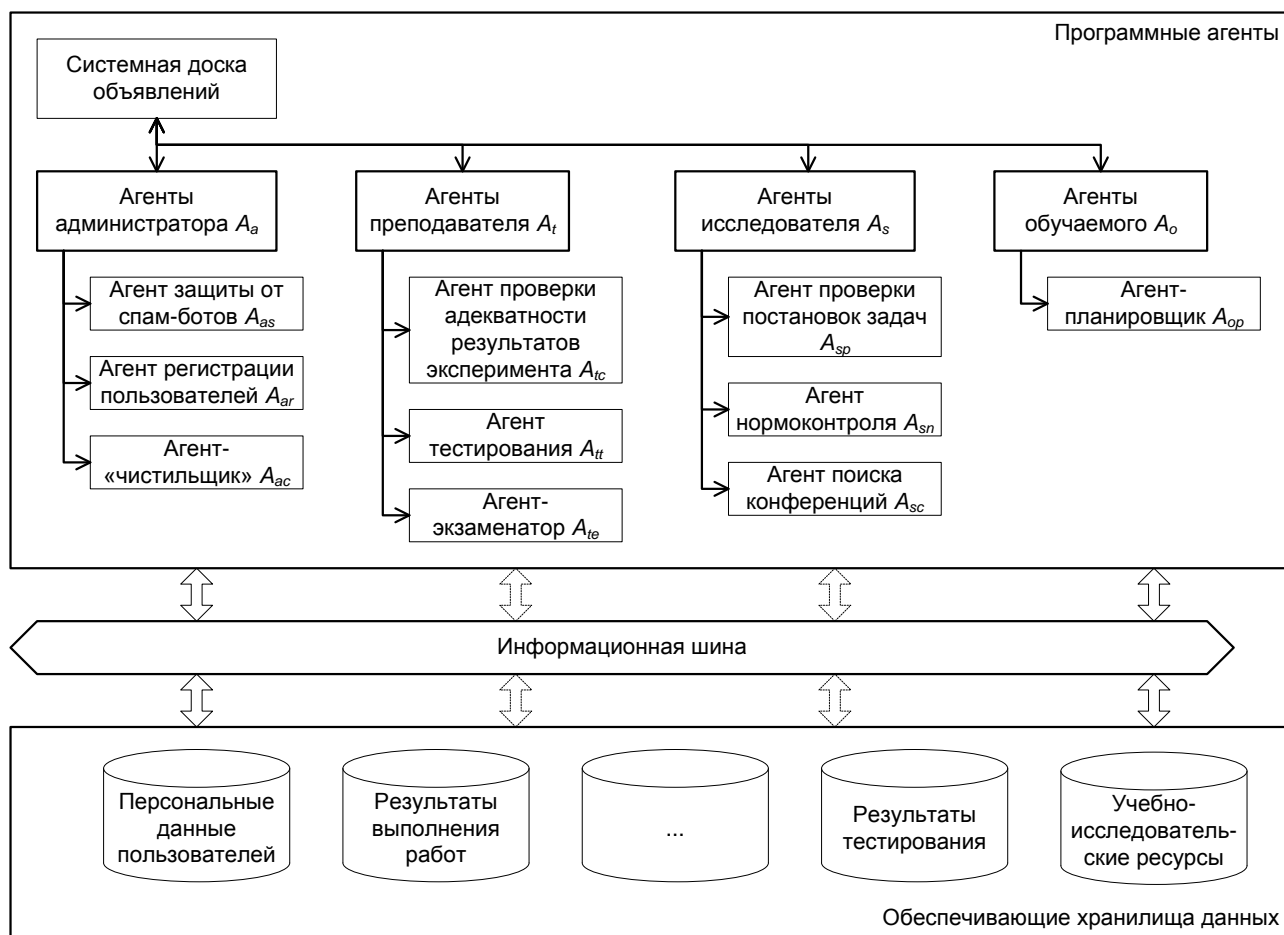 Программные агенты
Системная доска
объявлений
Агенты
администратора Aa
Агенты
преподавателя At
Агенты
исследователя As
Агенты
обучаемого Ao
Агент защиты от
спам-ботов Aas
Агент регистрации
пользователей Aar
Агент-
«чистильщик» Aac
Агент проверки
адекватности
результатов
эксперимента Atc
Агент
тестирования Att
Агент-
экзаменатор Ate
Агент проверки
постановок задач
Asp
Агент
нормоконтроля Asn
Агент поиска
конференций Asc
Агент-
планировщик Aop
Информационная шина
Персональные
данные
пользователей
Результаты
выполнения
работ
...
Результаты
тестирования
Учебно-
исследователь-
ские ресурсы
Обеспечивающие хранилища данных